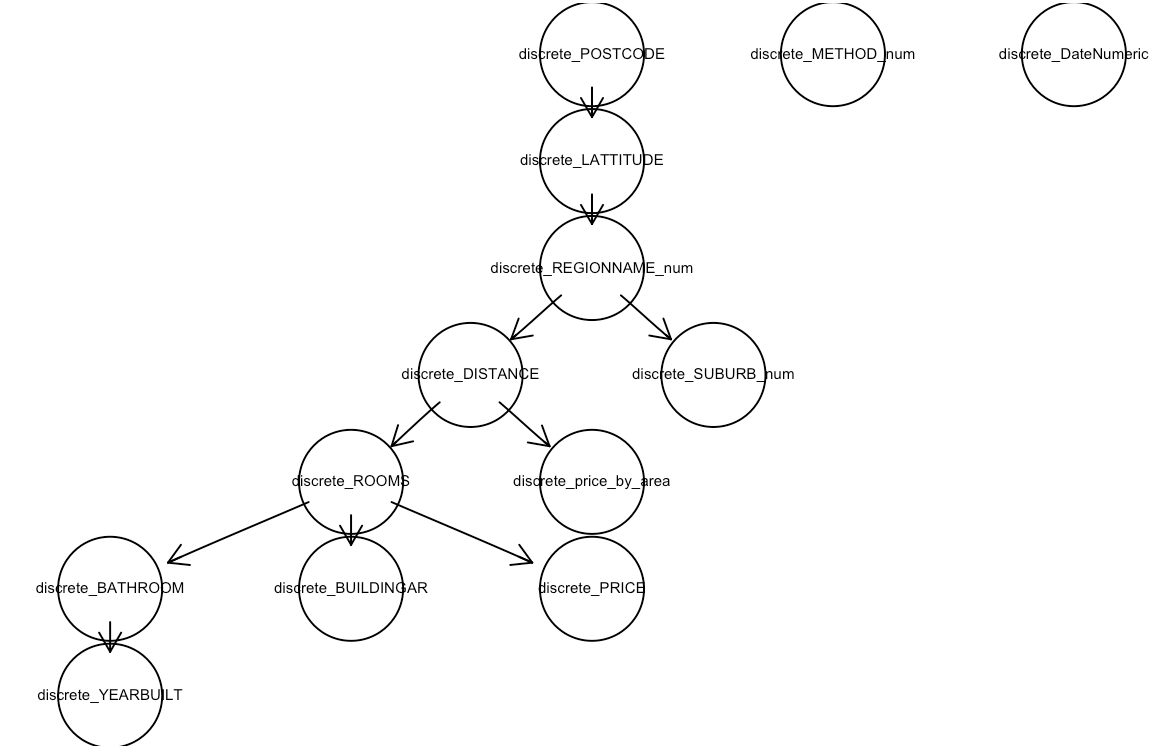 discrete_POSTCODE
discrete_METHOD_num
discrete_DateNumeric
discrete_LATTITUDE
discrete_REGIONNAME_num
discrete_DISTANCE
discrete_SUBURB_num
discrete_ROOMS
discrete_price_by_area
discrete_BATHROOM
discrete_BUILDINGAR
discrete_PRICE
discrete_YEARBUILT